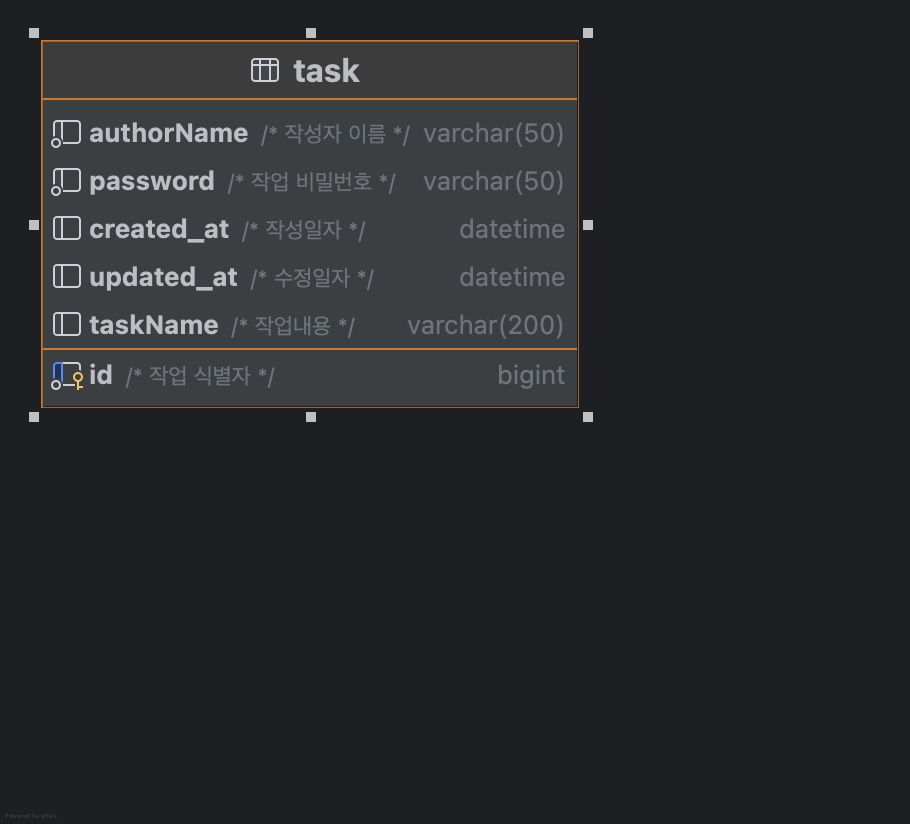 task
authorName /* 작성자 이름 */ varchar(50)
password /* 작업 비밀번호 */ varchar(50)
created_at /* 작성일자 */ datetime
updated_at /* 수정일자 */ datetime
taskName /* 작업내용 */ varchar(200)
id /* 작업 식별자 */ bigint
Powered by yFiles